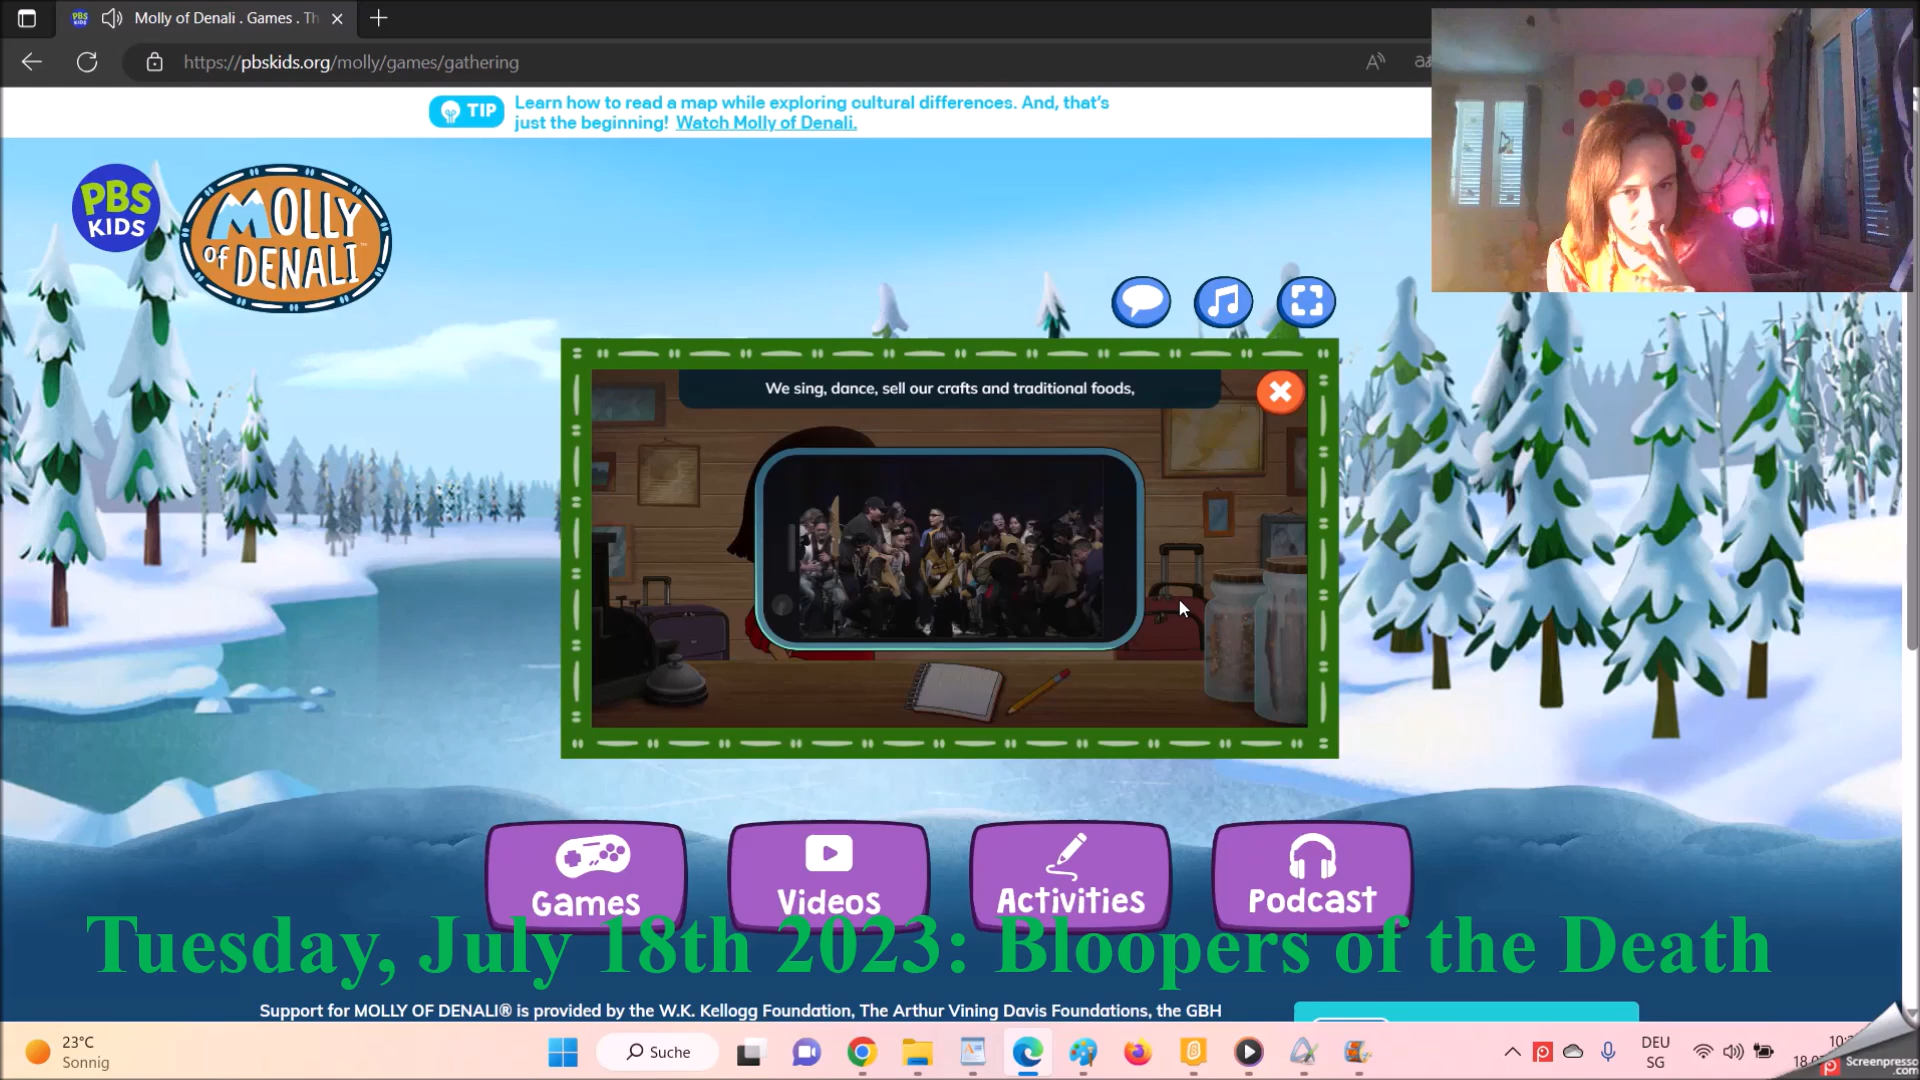 Molly of Denali . Games . Th
https://pbskids.org/molly/games/gathering
TIP
Learn how to read a map while exploring cultural differences. And, that's
just the beginning! Watch Molly of Denali.
PBS
KIDS
MOLLY
OF DENALI
We sing, dance, sell our crafts and traditional foods,
Games
Videos
Activities
Podcast
Tuesday, July 18th 2023: Bloopers of the Death
Support for MOLLY OF DENALI® is provided by the W.K. Kellogg Foundation, The Arthur Vining Davis Foundations, the GBH
23°C
Sonnig
Suche
DEU
SG
Screenpresso
.com